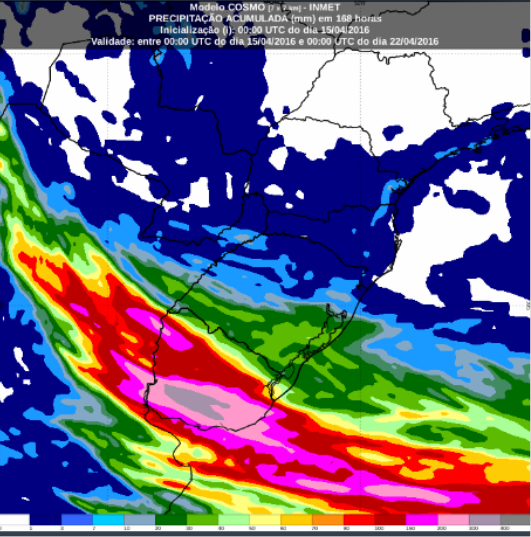 Modelo COSMO [7 x 7 km] - INMET
PRECIPITAÇÃO ACUMULADA (mm) em 168 horas
Inicialização (I): 00:00 UTC do dia 15/04/2016
Validade: entre 00:00 UTC do dia 15/04/2016 e 00:00 UTC do dia 22/04/2016